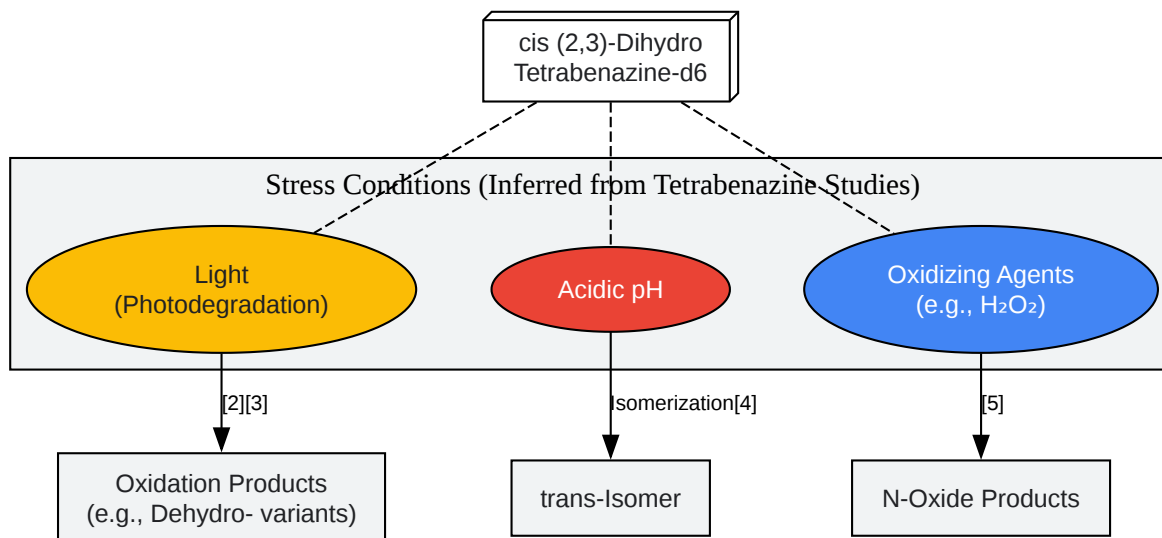 cis (2,3)-Dihydro
Tetrabenazine-d6
Stress Conditions (Inferred from Tetrabenazine Studies)
Light
(Photodegradation)
Acidic pH
Oxidizing Agents
(e.g., H₂O₂)
[2][3]
Isomerization[4]
[5]
Oxidation Products
(e.g., Dehydro- variants)
trans-Isomer
N-Oxide Products